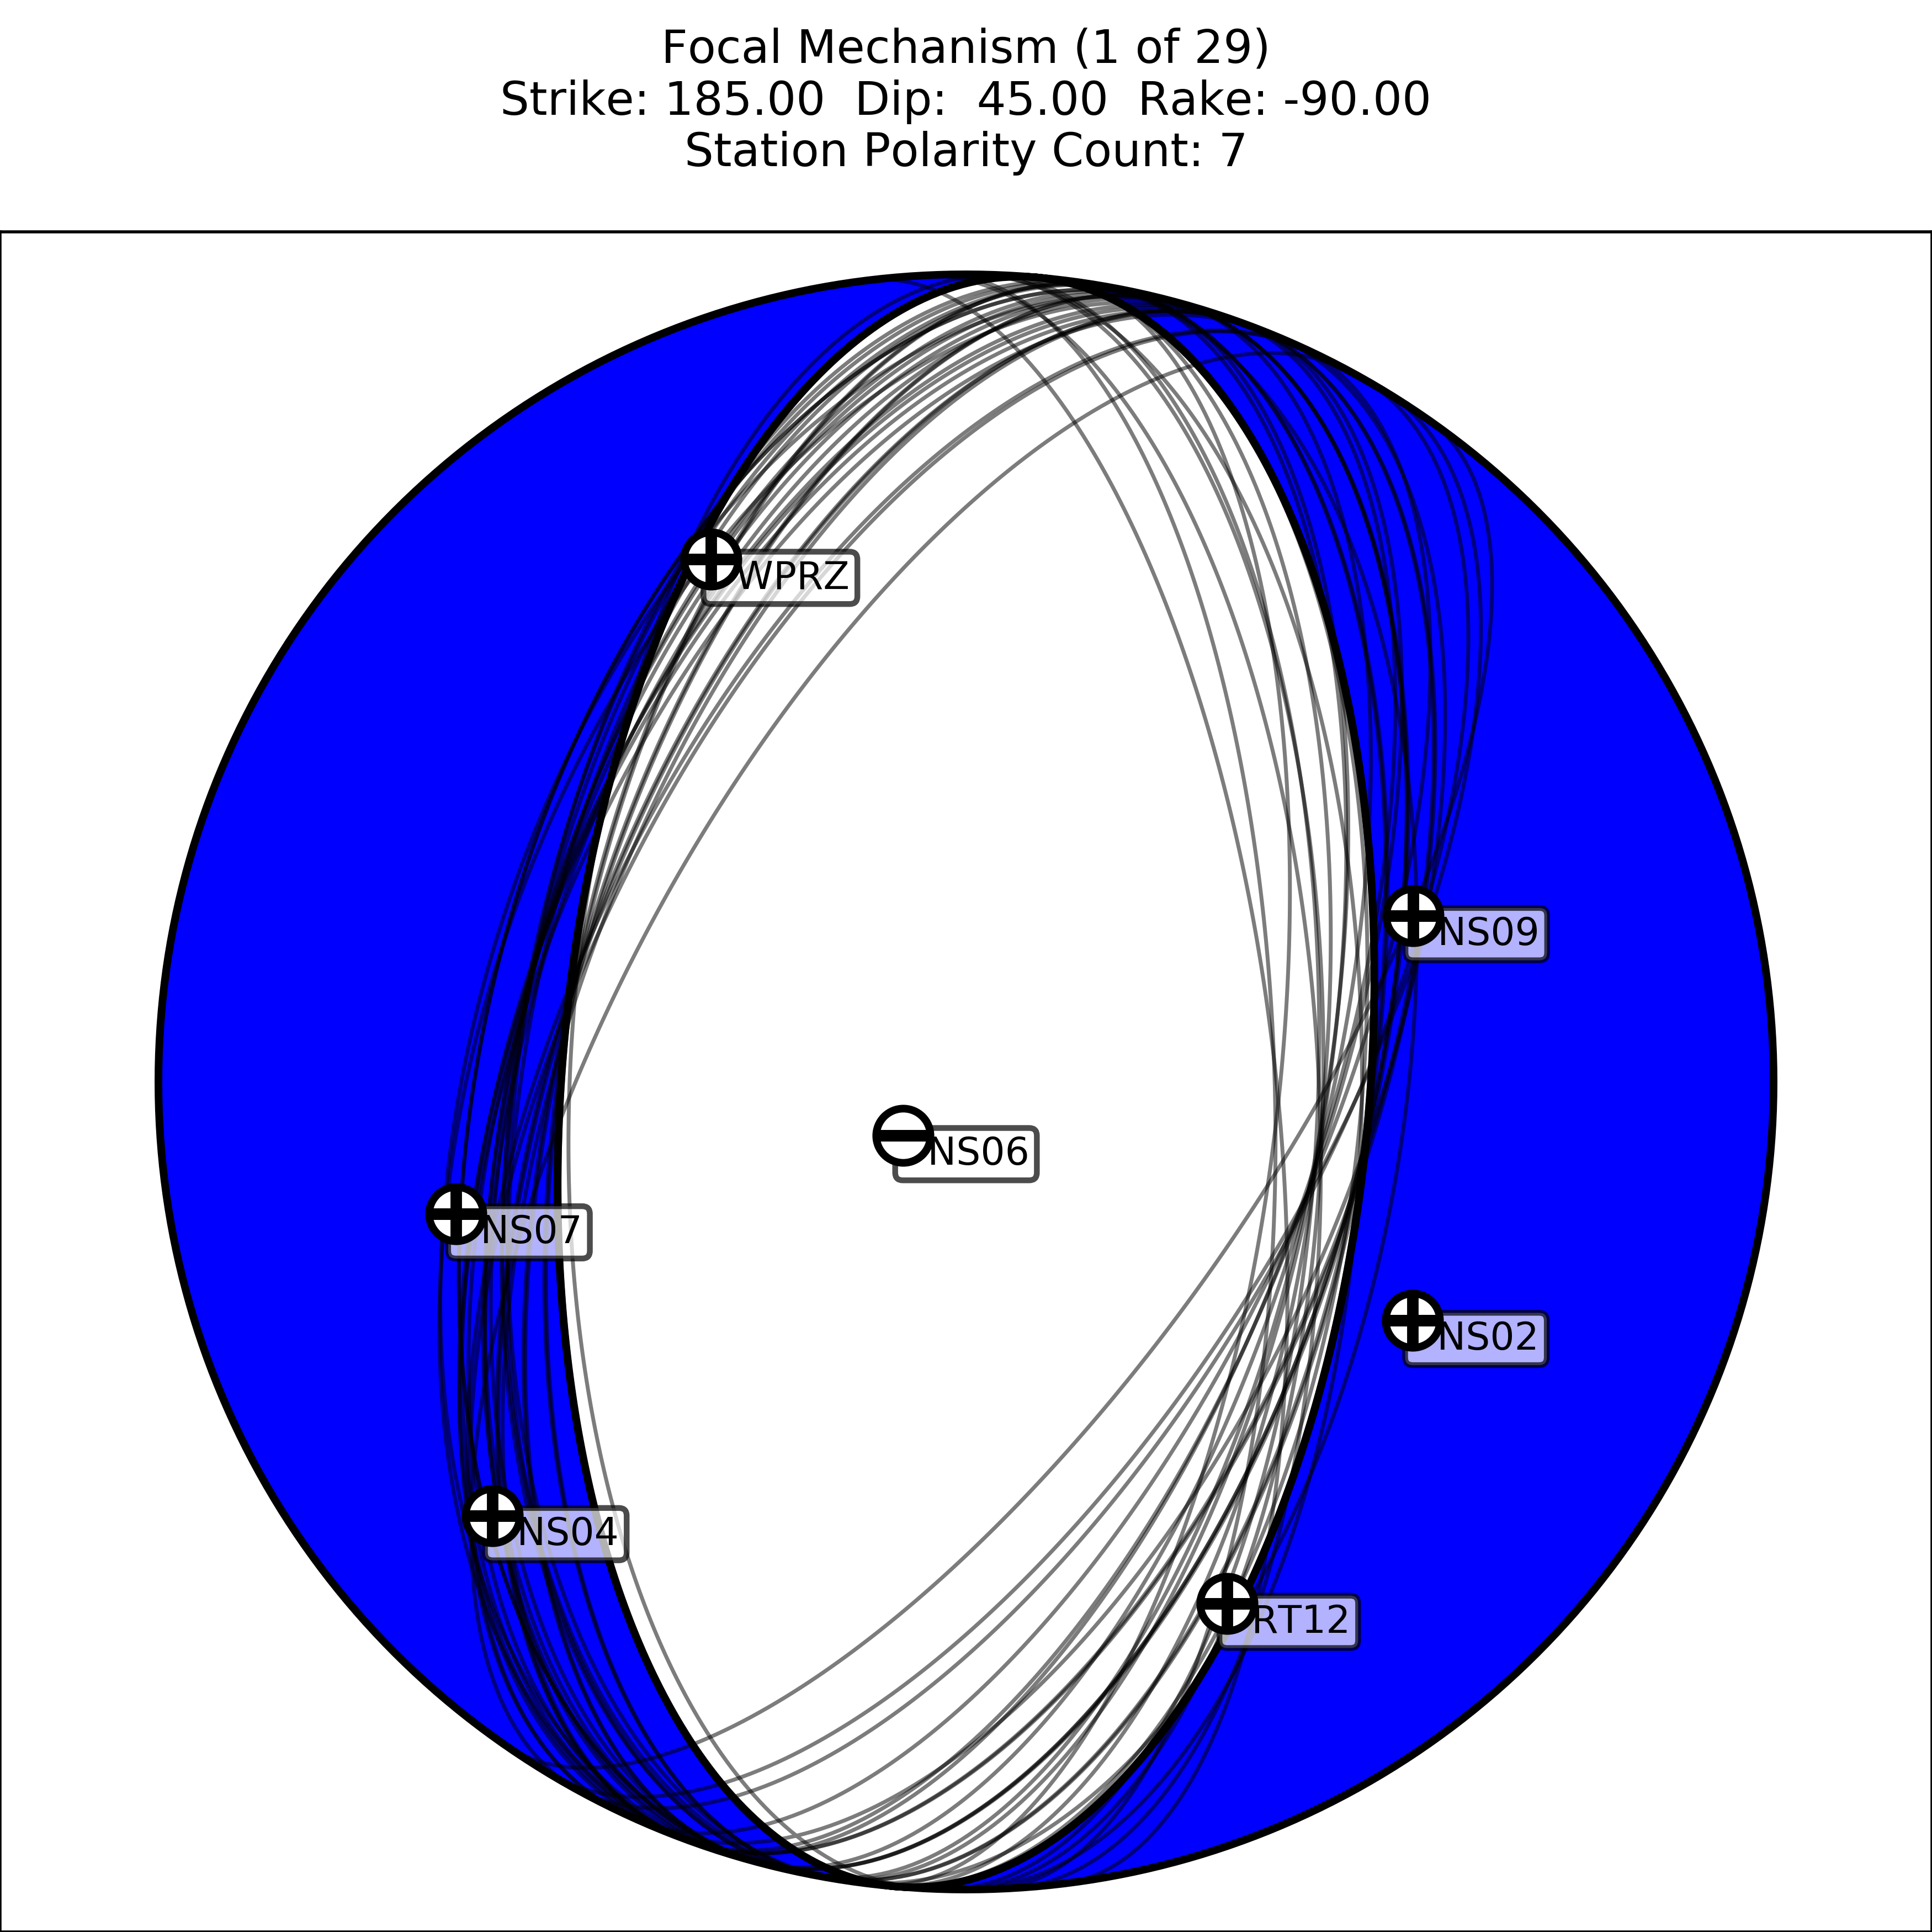 Focal Mechanism (1 of 29)
Strike: 185.00  Dip:  45.00  Rake: -90.00
Station Polarity Count: 7
WPRZ
NS09
NS06
NS07
NS02
NS04
RT12